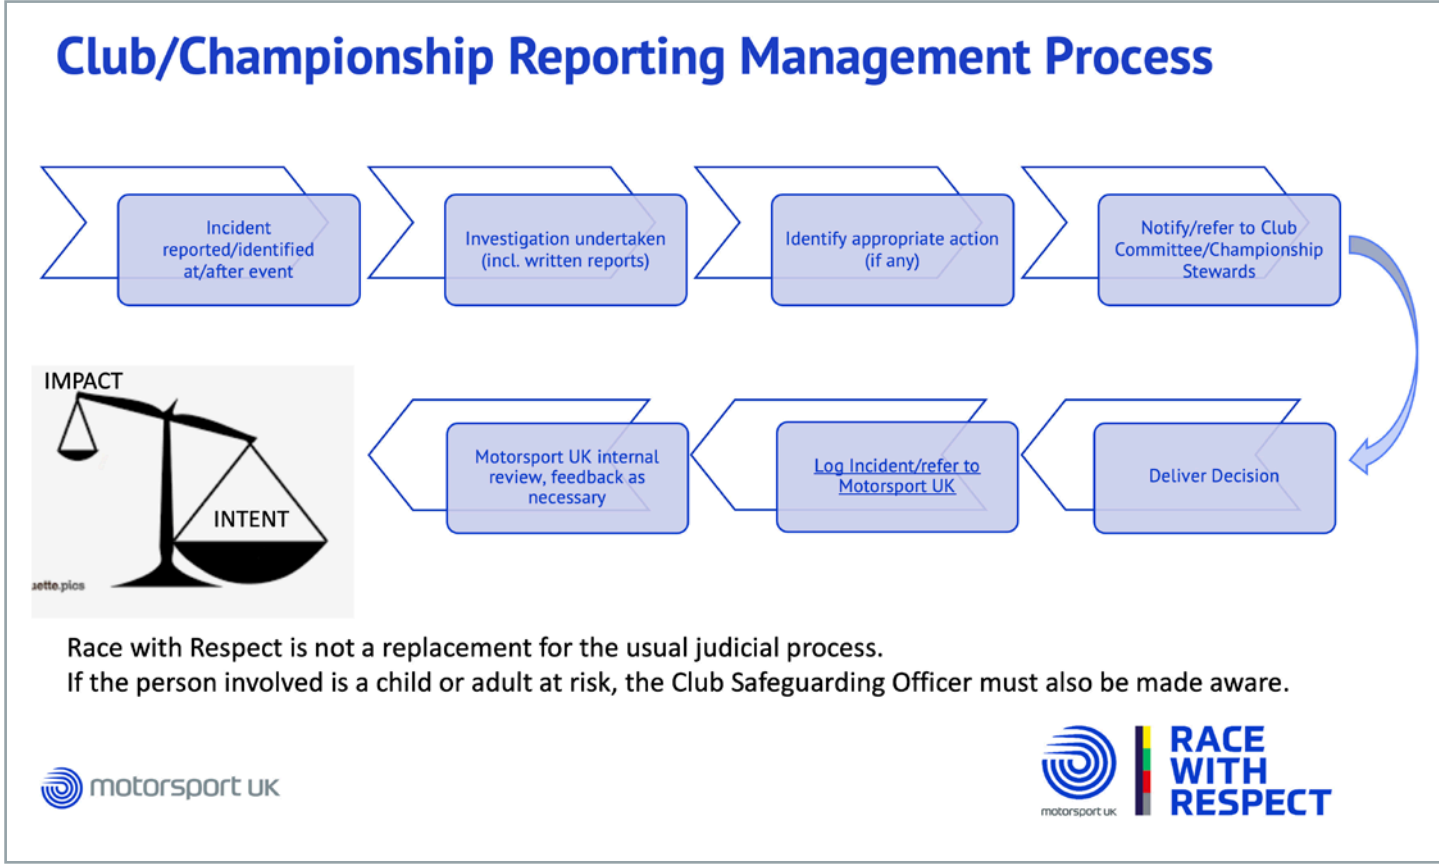 Club/Championship Reporting Management Process
Incident
reported/identified
at/after event
Investigation undertaken
(incl. written reports)
Identify appropriate action
(if any)
Notify/refer to Club
Committee/Championship
Stewards
Deliver Decision
Log Incident/refer to
Motorsport UK
Motorsport UK internal
review, feedback as
necessary
IMPACT
INTENT
uette.pics
Race with Respect is not a replacement for the usual judicial process.
If the person involved is a child or adult at risk, the Club Safeguarding Officer must also be made aware.
motorsport UK
motorsport UK
RACE
WITH
RESPECT